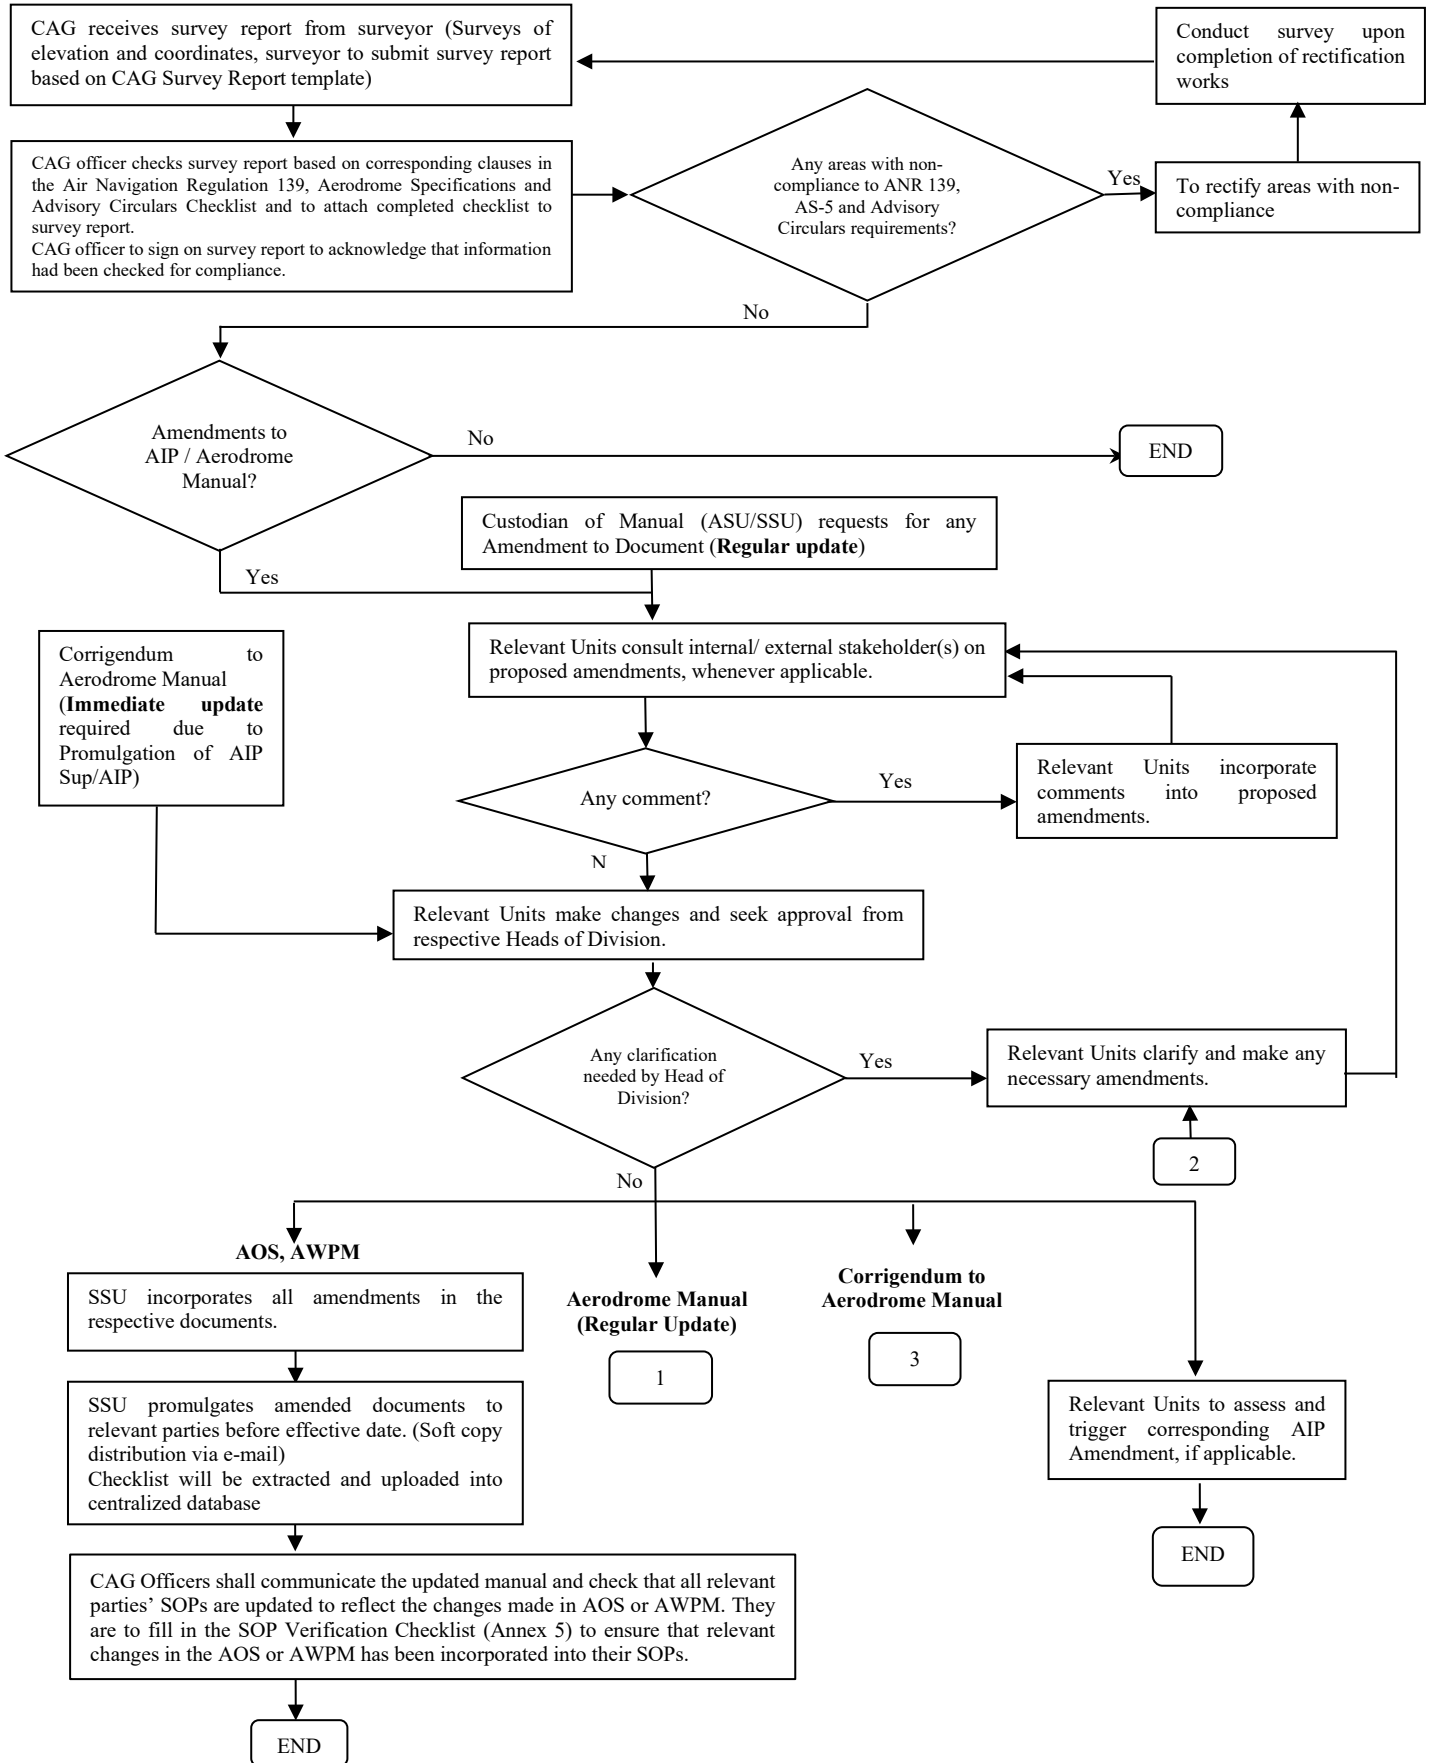 CAG receives survey report from surveyor (Surveys of
elevation and coordinates, surveyor to submit survey report
based on CAG Survey Report template)
Conduct survey upon
completion of rectification
works
CAG officer checks survey report based on corresponding clauses in
the Air Navigation Regulation 139, Aerodrome Specifications and
Advisory Circulars Checklist and to attach completed checklist to
survey report.
CAG officer to sign on survey report to acknowledge that information
had been checked for compliance.
Any areas with non-
compliance to ANR 139,
AS-5 and Advisory
Circulars requirements?
Yes
To rectify areas with non-
compliance
No
Amendments to
AIP / Aerodrome
Manual?
No
END
Custodian of Manual (ASU/SSU) requests for any
Amendment to Document (Regular update)
Yes
Relevant Units consult internal/ external stakeholder(s) on
proposed amendments, whenever applicable.
Corrigendum to
Aerodrome Manual
(Immediate update
required due to
Promulgation of AIP
Sup/AIP)
Any comment?
Yes
Relevant Units incorporate
comments into proposed
amendments.
N
Relevant Units make changes and seek approval from
respective Heads of Division.
Any clarification
needed by Head of
Division?
Yes
Relevant Units clarify and make any
necessary amendments.
2
No
AOS, AWPM
SSU incorporates all amendments in the
respective documents.
Aerodrome Manual
(Regular Update)
1
Corrigendum to
Aerodrome Manual
3
SSU promulgates amended documents to
relevant parties before effective date. (Soft copy
distribution via e-mail)
Checklist will be extracted and uploaded into
centralized database
Relevant Units to assess and
trigger corresponding AIP
Amendment, if applicable.
END
CAG Officers shall communicate the updated manual and check that all relevant
parties' SOPs are updated to reflect the changes made in AOS or AWPM. They
are to fill in the SOP Verification Checklist (Annex 5) to ensure that relevant
changes in the AOS or AWPM has been incorporated into their SOPs.
END